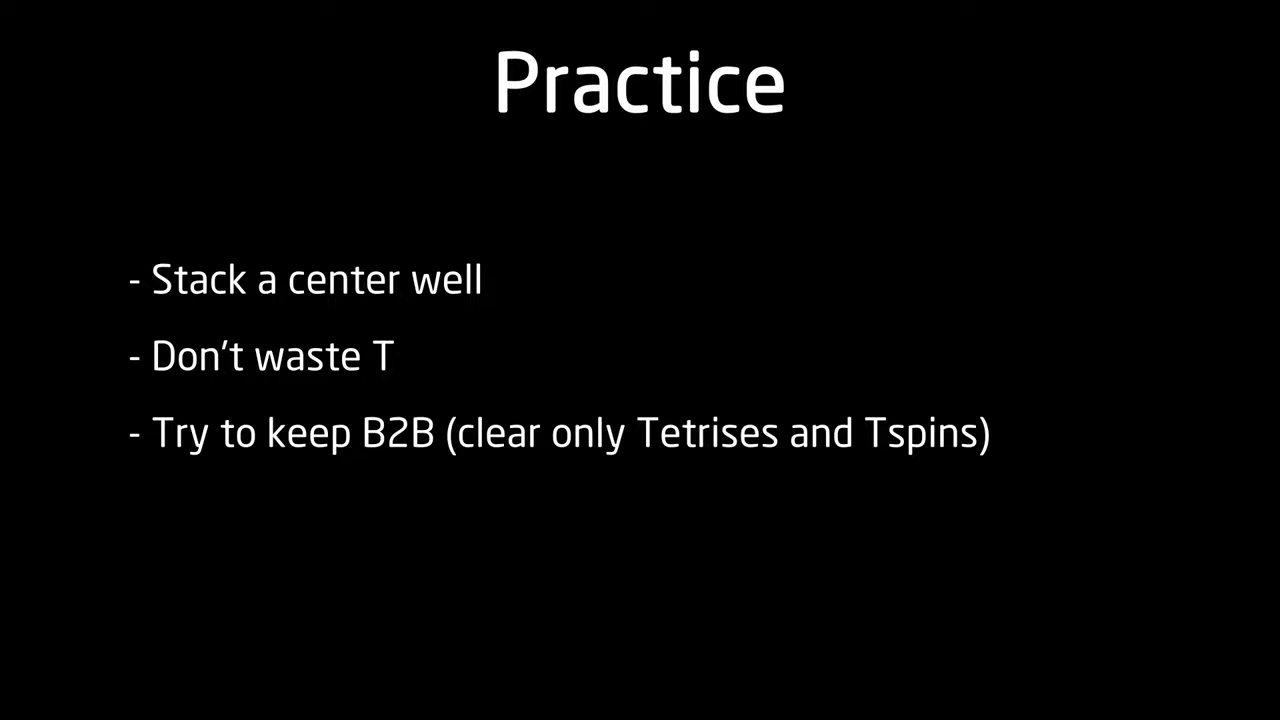 Practice
- Stack a center well
- Don't waste T
- Try to keep B2B (clear only Tetrises and Tspins)